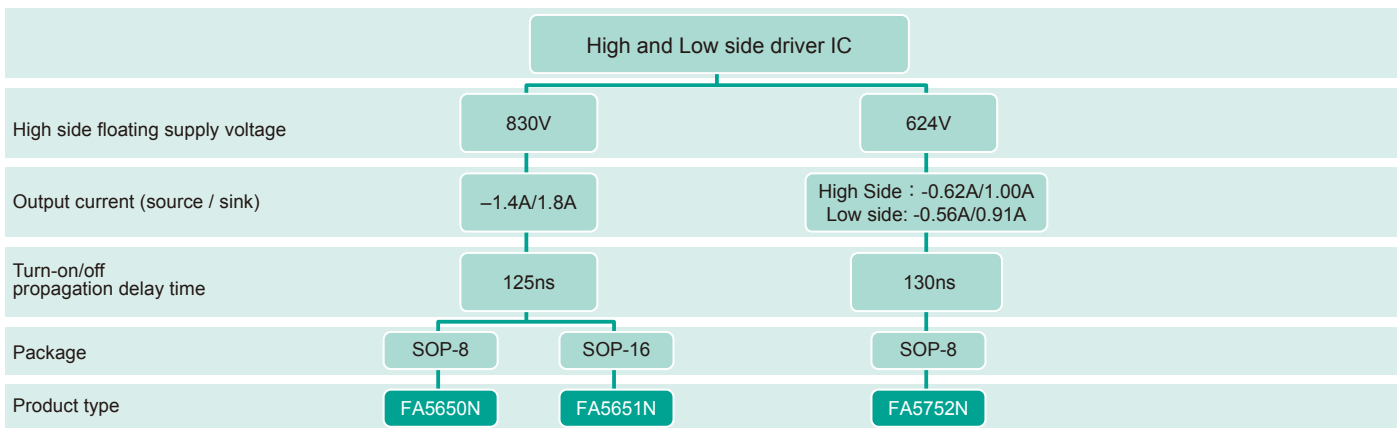 High and Low side driver IC
High side floating supply voltage
830V
624V
Output current (source / sink)
–1.4A/1.8A
High Side：-0.62A/1.00A
Low side: -0.56A/0.91A
Turn-on/off
propagation delay time
125ns
130ns
Package
SOP-8
SOP-16
SOP-8
Product type
FA5650N
FA5651N
FA5752N